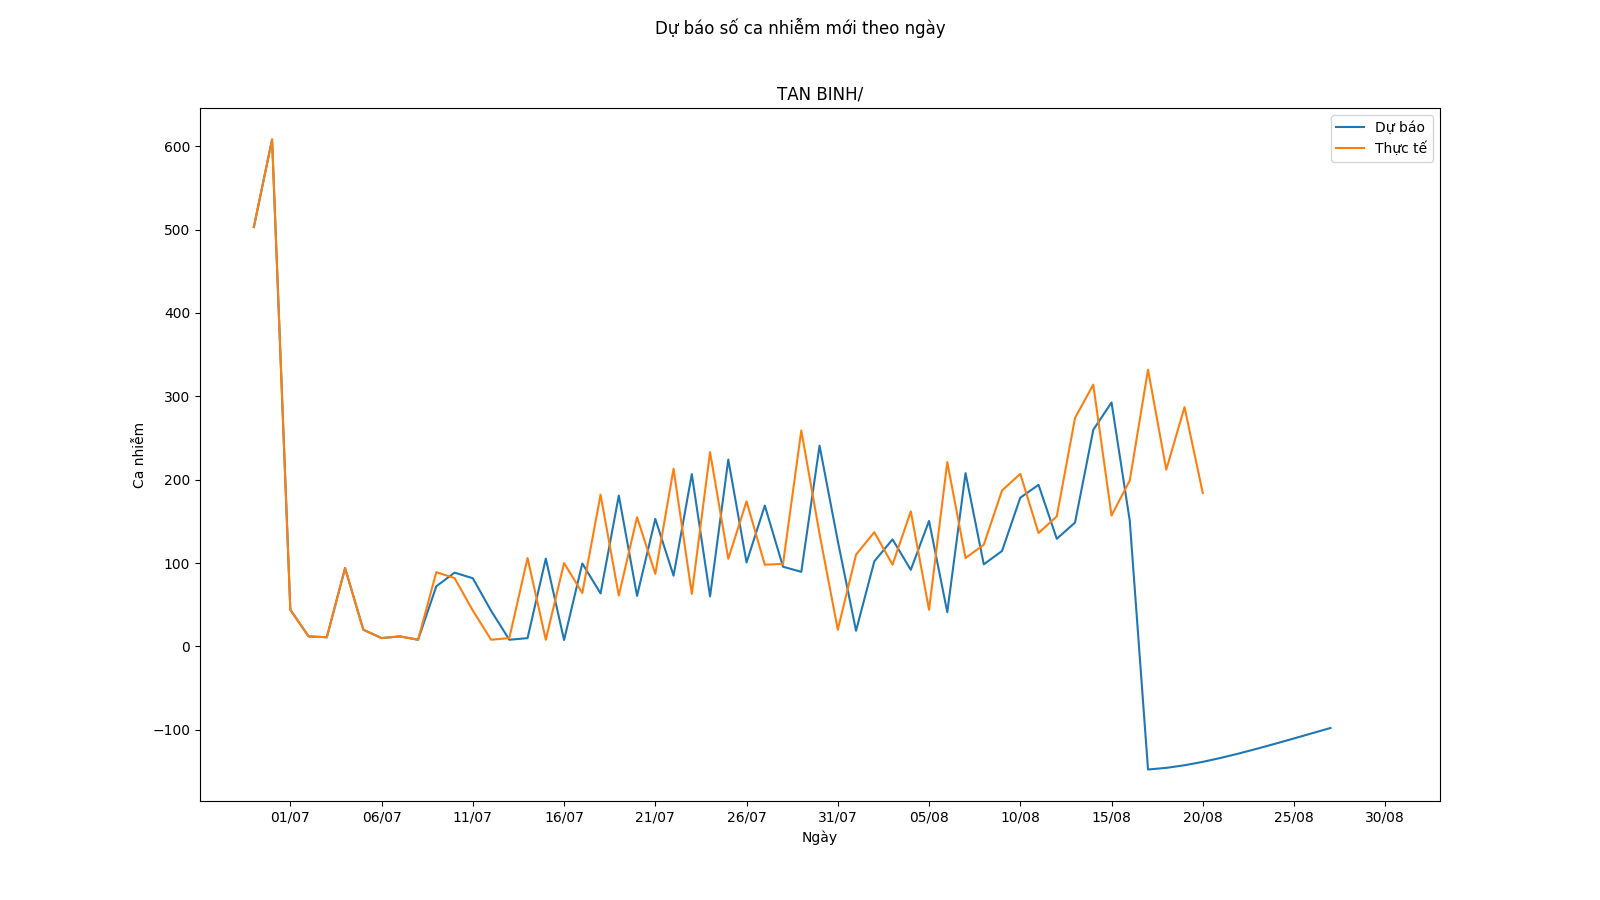 Dự báo số ca nhiễm mới theo ngày
TAN BINH/
Dự báo
Thực tế
600
500
400
300
200
100
0
−100
Ca nhiễm
01/07 06/07 11/07 16/07 21/07 26/07 31/07 05/08 10/08 15/08 20/08 25/08 30/08
Ngày